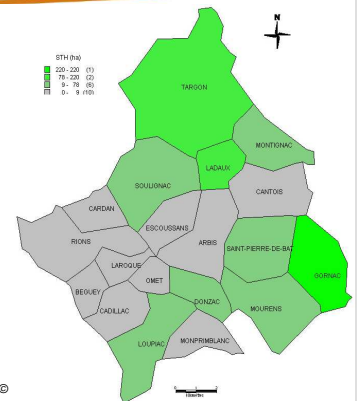 N
STH (ha)
220 - 220 (1)
78 - 220 (2)
9 - 78 (6)
0 - 9 (10)
TARGON
MONTIGNAC
LADAUX
SOULIGNAC
CANTOIS
CARDAN
ESCOUSSANS
RIONS
ARBIS
SAINT-PIERRE-DE-BAT
LAROQUE
GORNAC
OMET
BEGUEY
DONZAC
CADILLAC
MOURENS
LOUPIAC
MONPRIMBLANC
©